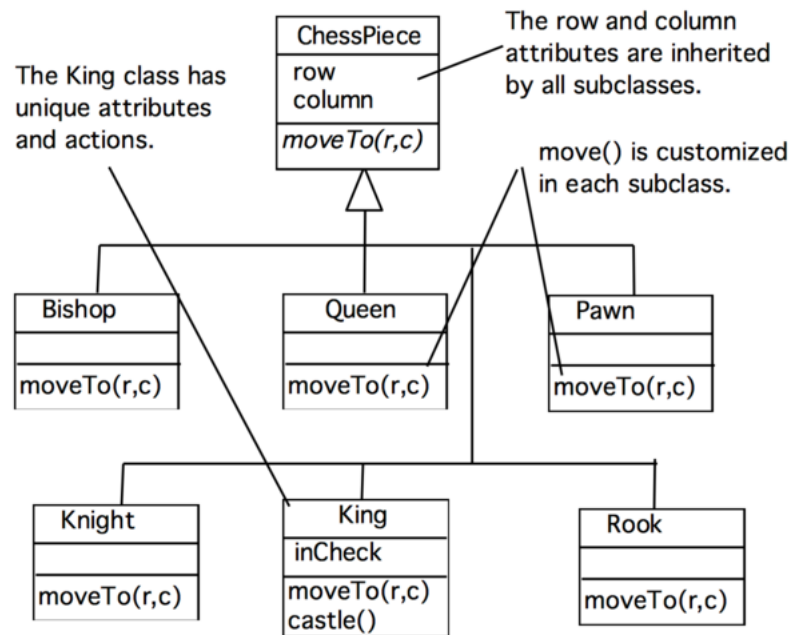 ChessPiece
row
column
moveTo(r,c)
The row and column
attributes are inherited
by all subclasses.
The King class has
unique attributes
and actions.
move() is customized
in each subclass.
Bishop
moveTo(r,c)
Queen
moveTo(r,c)
Pawn
moveTo(r,c)
Knight
moveTo(r,c)
King
inCheck
moveTo(r,c)
castle()
Rook
moveTo(r,c)